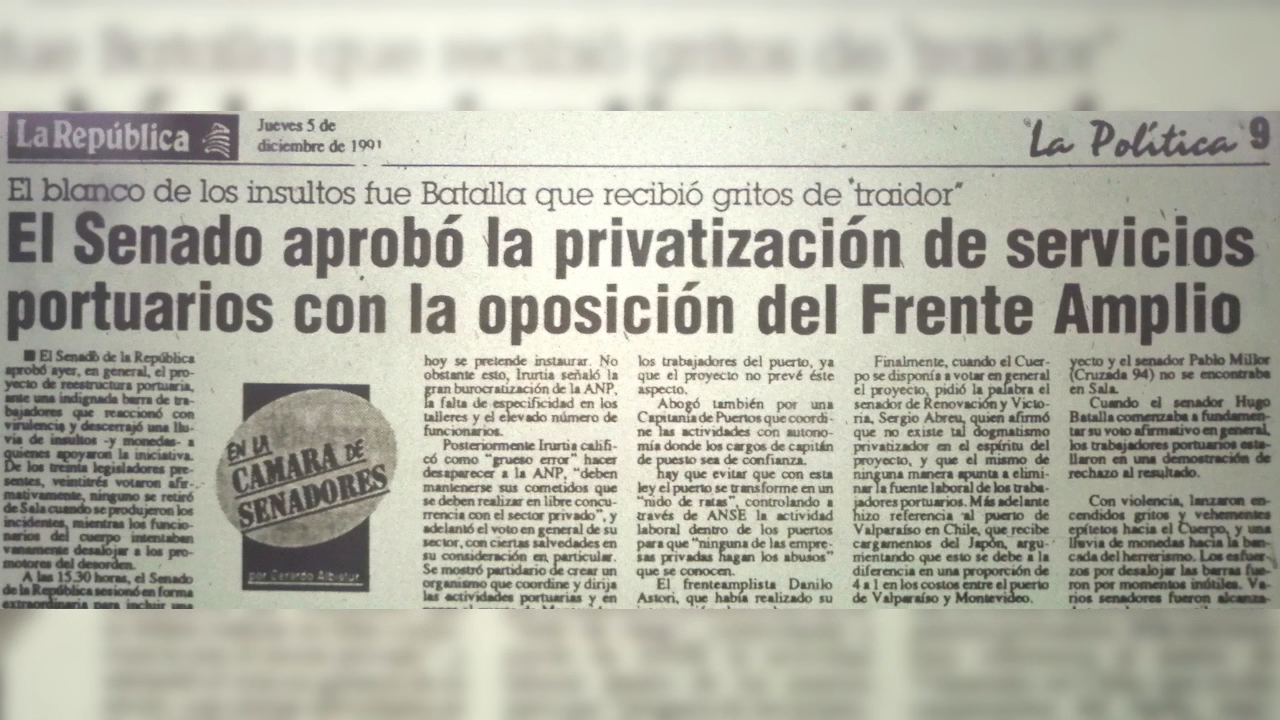 La República
Jueves 5 de
diciembre de 1991
La Política 9
El blanco de los insultos fue Batalla que recibió gritos de "traidor"
El Senado aprobó la privatización de servicios
portuarios con la oposición del Frente Amplio
■ El Senado de la República
aprobó ayer, en general, el pro-
yecto de reestructura portuaria,
ante una indignada barra de tra-
bajadores que reaccionó con
virulencia y descerrajó una llu-
via de insultos -y monedas- a
quienes apoyaron la iniciativa.
De los treinta legisladores pre-
sentes, veintitrés votaron afir-
mativamente, ninguno se retiró
de Sala cuando se produjeron los
incidentes, mientras los funcio-
narios del cuerpo intentaban
vanamente desalojar a los pro-
motores del desorden.
A las 15.30 horas, el Senado
de la República sesionó en forma
extraordinaria para incluir una
EN LA
CAMARA DE
SENADORES
por Gerardo Albistur
hoy se pretende instaurar. No
obstante esto, Irurtia señaló la
gran burocratización de la ANP,
la falta de especificidad en los
talleres y el elevado número de
funcionarios.
Posteriormente Irurtia califi-
có como "grueso error" hacer
desaparecer a la ANP, "deben
mantenerse sus cometidos que
se deben realizar en libre concu-
rrencia con el sector privado", y
adelantó el voto en general de su
sector, con ciertas salvedades en
su consideración en particular.
Se mostró partidario de crear un
organismo que coordine y dirija
las actividades portuarias y en
los trabajadores del puerto, ya
que el proyecto no prevé éste
aspecto.
Abogó también por una
Capitanía de Puertos que coordi-
ne las actividades con autono-
mía donde los cargos de capitán
de puesto sea de confianza.
hay que evitar que con esta
ley el puerto se transforme en un
"nido de ratas", controlando a
través de ANSE la actividad
laboral dentro de los puertos
para que "ninguna de las empre-
sas privadas hagan los abusos"
que se conocen.
El frenteamplista Danilo
Astori, que había realizado su
Finalmente, cuando el Cuer-
po se disponía a votar en general
el proyecto, pidió la palabra el
senador de Renovación y Victo-
ria, Sergio Abreu, quien afirmó
que no existe tal dogmatismo
privatizador en el espíritu del
proyecto, y que el mismo de
ninguna manera apunta a elimi-
nar la fuente laboral de los traba-
jadores portuarios. Más adelante
hizo referencia al puerto de
Valparaíso en Chile, que recibe
cargamentos del Japón, argu-
mentando que esto se debe a la
diferencia en una proporción de
4 a 1 en los costos entre el puerto
de Valparaíso y Montevideo.
yecto y el senador Pablo Millor
(Cruzada 94) no se encontraba
en Sala.
Cuando el senador Hugo
Batalla comenzaba a fundamen-
tar su voto afirmativo en general,
los trabajadores portuarios esta-
llaron en una demostración de
rechazo al resultado.
Con violencia, lanzaron en-
cendidos gritos y vehementes
epítetos hacia el Cuerpo, y una
lluvia de monedas hacia la ban-
cada del herrerismo. Los esfuer-
zos por desalojar las barras fue-
ron por momentos inútiles. Va-
rios senadores fueron alcanza-